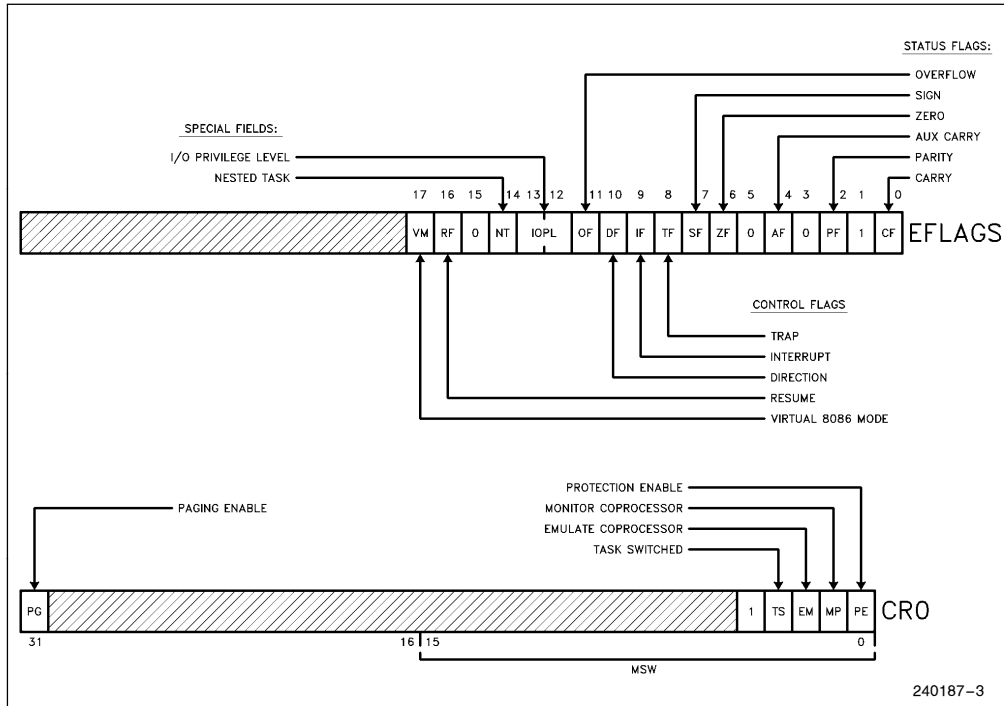 STATUS FLAGS:
OVERFLOW
SIGN
SPECIAL FIELDS:
ZERO
I/O PRIVILEGE LEVEL
AUX CARRY
NESTED TASK
PARITY
CARRY
17 16 15 14 13 12 11 10 9 8 7 6 5 4 3 2 1 0
VM RF 0 NT IOPL OF DF IF TF SF ZF 0 AF 0 PF 1 CF EFLAGS
CONTROL FLAGS
TRAP
INTERRUPT
DIRECTION
RESUME
VIRTUAL 8086 MODE
PROTECTION ENABLE
PAGING ENABLE
MONITOR COPROCESSOR
EMULATE COPROCESSOR
TASK SWITCHED
PG 1 TS EM MP PE CR0
31 16 15 0
MSW
240187-3